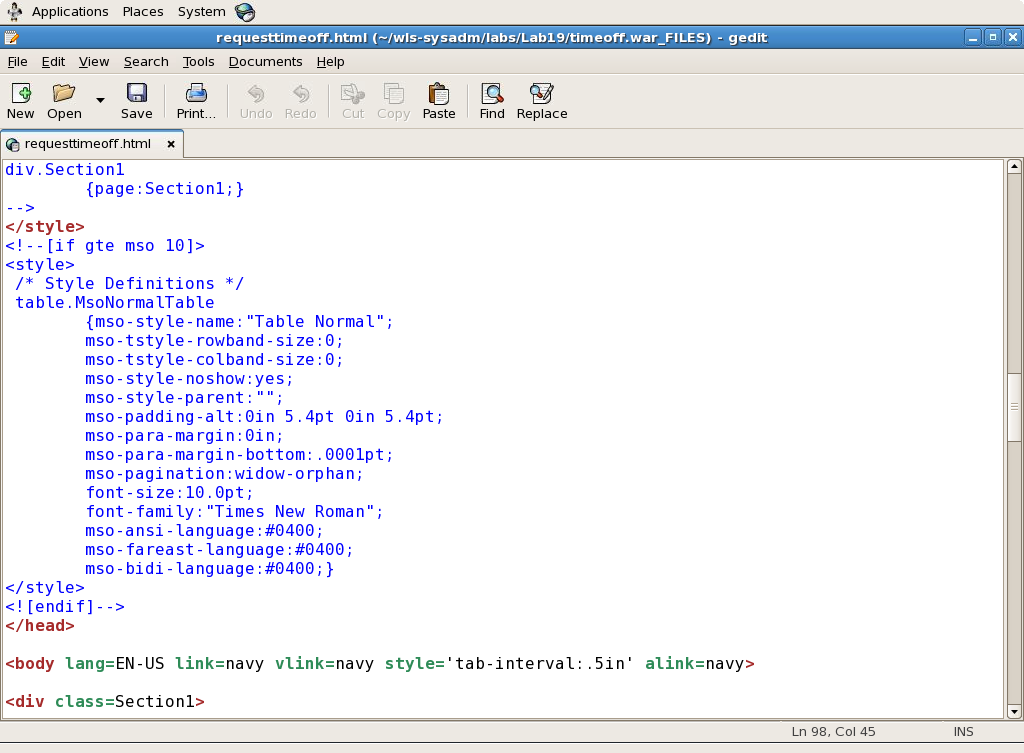 Applications Places System
requesttimeoff.html (~/wls-sysadm/labs/Lab19/timeoff.war_FILES) - gedit
File Edit View Search Tools Documents Help
New Open Save Print... Undo Redo Cut Copy Paste Find Replace
requesttimeoff.html
div.Section1
{page:Section1;}
-->
</style>
<!--[if gte mso 10]>
<style>
/* Style Definitions */
table.MsoNormalTable
{mso-style-name:"Table Normal";
mso-tstyle-rowband-size:0;
mso-tstyle-colband-size:0;
mso-style-noshow:yes;
mso-style-parent:"";
mso-padding-alt:0in 5.4pt 0in 5.4pt;
mso-para-margin:0in;
mso-para-margin-bottom:.0001pt;
mso-pagination:widow-orphan;
font-size:10.0pt;
font-family:"Times New Roman";
mso-ansi-language:#0400;
mso-fareast-language:#0400;
mso-bidi-language:#0400;}
</style>
<![endif]-->
</head>
<body lang=EN-US link=navy vlink=navy style='tab-interval:.5in' alink=navy>
<div class=Section1>
Ln 98, Col 45 INS